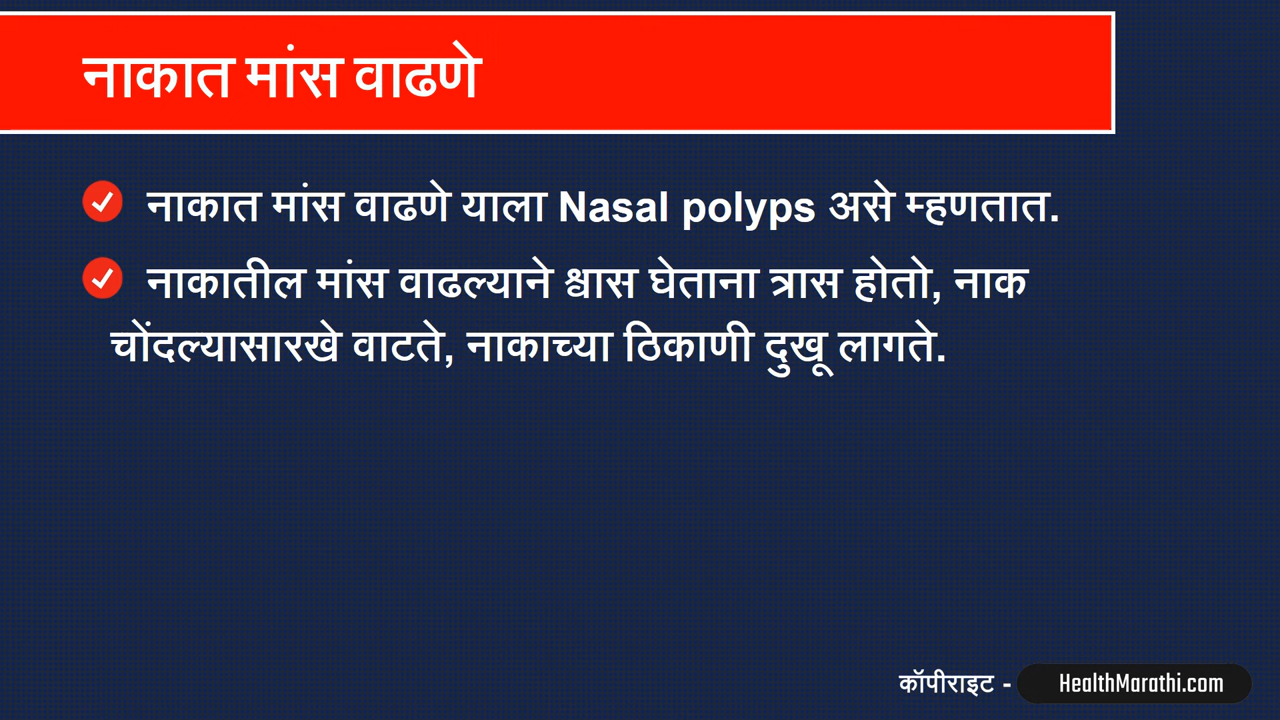 नाकात मांस वाढणे
नाकात मांस वाढणे याला Nasal polyps असे म्हणतात.
नाकातील मांस वाढल्याने श्वास घेताना त्रास होतो, नाक
चोंदल्यासारखे वाटते, नाकाच्या ठिकाणी दुखू लागते.
कॉपीराइट - HealthMarathi.com